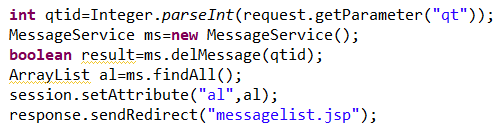 int qtid=Integer.parseInt(request.getParameter("qt"));
MessageService ms=new MessageService();
boolean result=ms.delMessage(qtid);
ArrayList al=ms.findAll();
session.setAttribute("al",al);
response.sendRedirect("messagelist.jsp");